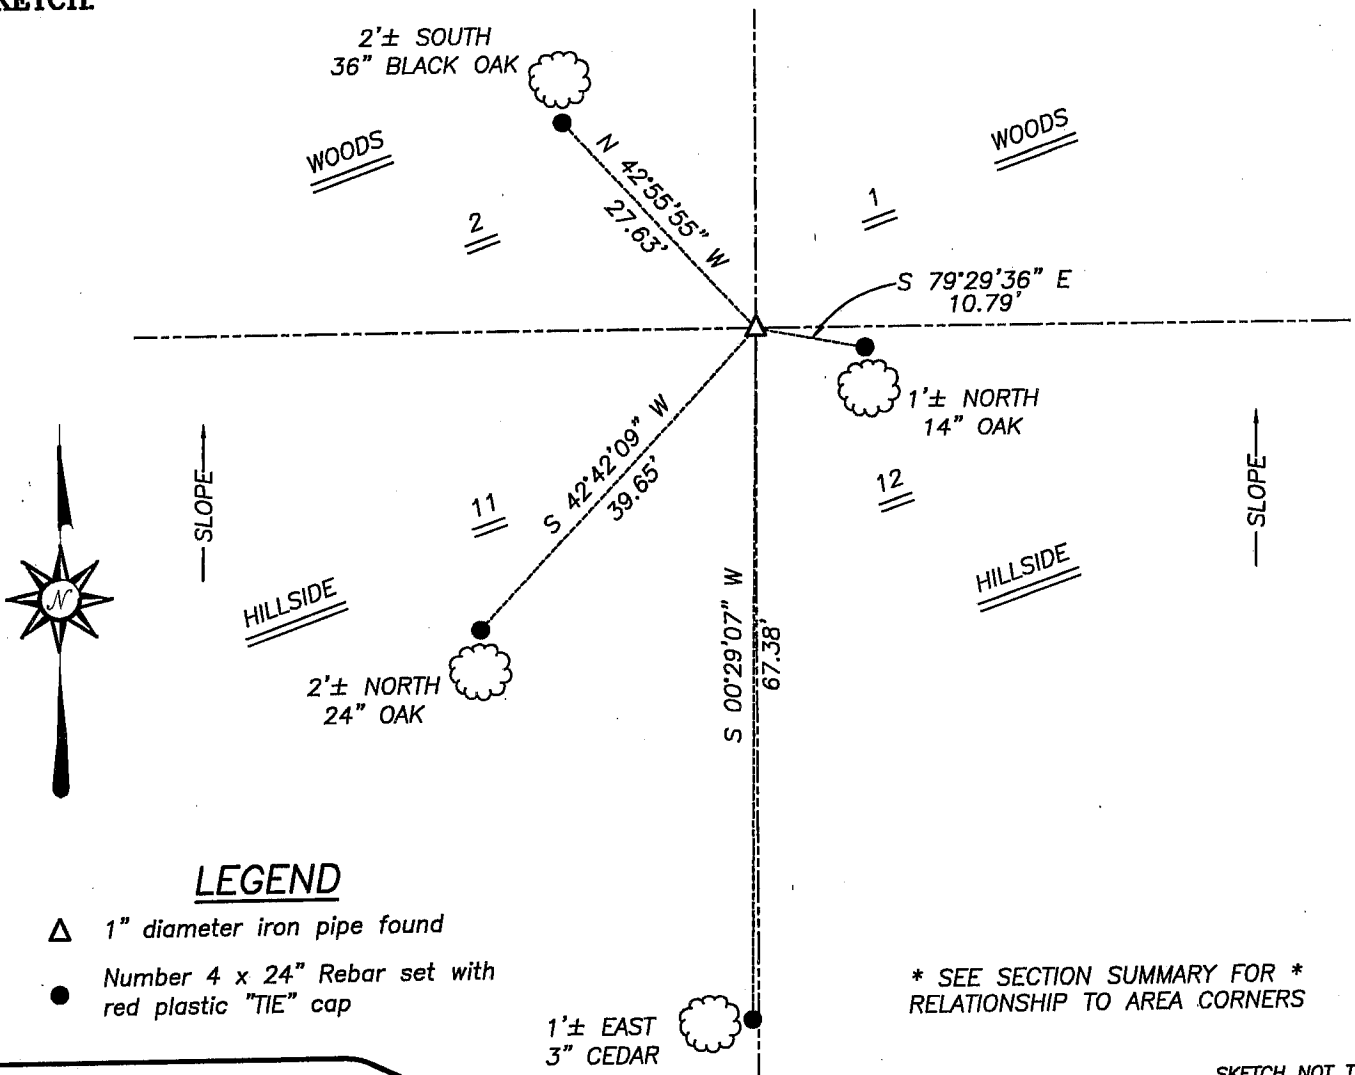 2'± SOUTH
36" BLACK OAK
WOODS
WOODS
N 42°55'55" W
27.63'
2
1
S 79°29'36" E
10.79'
1'± NORTH
14" OAK
SLOPE
S 42°42'09" W
39.65'
11
12
SLOPE
HILLSIDE
HILLSIDE
N
2'± NORTH
24" OAK
S 00°29'07" W
67.38'
LEGEND
1" diameter iron pipe found
Number 4 x 24" Rebar set with
red plastic "TIE" cap
* SEE SECTION SUMMARY FOR *
RELATIONSHIP TO AREA CORNERS
1'± EAST
3" CEDAR
SKETCH NOT